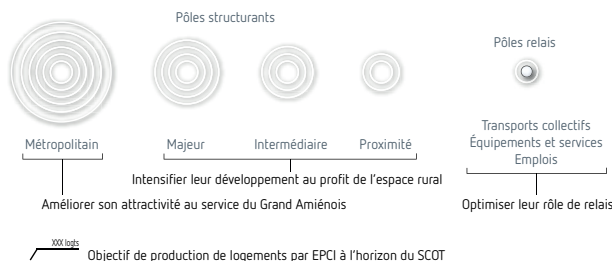 Pôles structurants
Pôles relais
Métropolitain
Majeur
Intermédiaire
Proximité
Transports collectifs
Équipements et services
Emplois
Intensifier leur développement au profit de l'espace rural
Améliorer son attractivité au service du Grand Amiénois
Optimiser leur rôle de relais
XXX logts
Objectif de production de logements par EPCI à l'horizon du SCOT